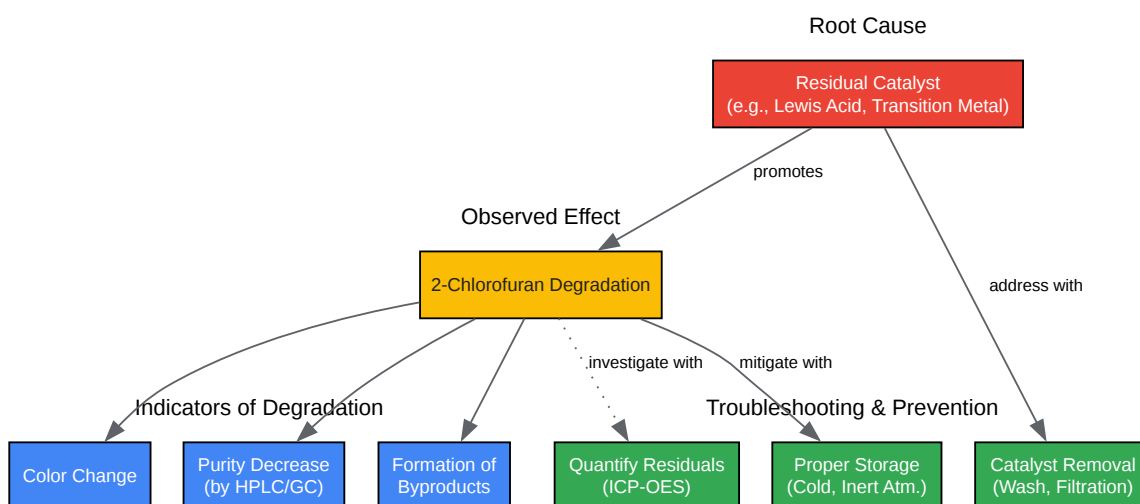 Root Cause
Residual Catalyst
(e.g., Lewis Acid, Transition Metal)
promotes
Observed Effect
2-Chlorofuran Degradation
address with
investigate with
mitigate with
Indicators of Degradation
Troubleshooting & Prevention
Color Change
Purity Decrease
(by HPLC/GC)
Formation of
Byproducts
Quantify Residuals
(ICP-OES)
Proper Storage
(Cold, Inert Atm.)
Catalyst Removal
(Wash, Filtration)